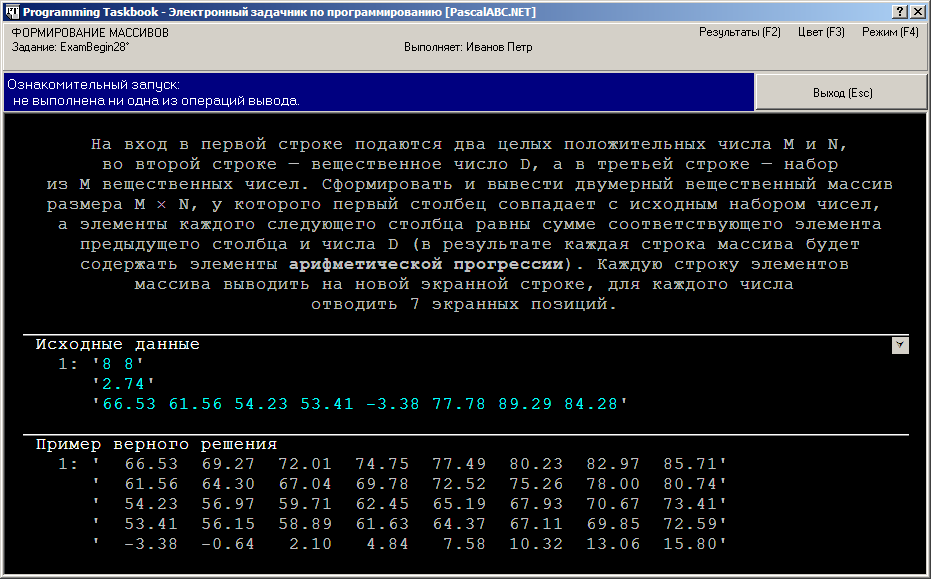 Programming Taskbook - Электронный задачник по программированию [PascalABC.NET]
ФОРМИРОВАНИЕ МАССИВОВ
Результаты (F2) Цвет (F3) Режим (F4)
Задание: ExamBegin28°
Выполняет: Иванов Петр
Ознакомительный запуск:
не выполнена ни одна из операций вывода.
Выход (Esc)
На вход в первой строке подаются два целых положительных числа M и N,
во второй строке — вещественное число D, а в третьей строке — набор
из M вещественных чисел. Сформировать и вывести двумерный вещественный массив
размера M × N, у которого первый столбец совпадает с исходным набором чисел,
а элементы каждого следующего столбца равны сумме соответствующего элемента
предыдущего столбца и числа D (в результате каждая строка массива будет
содержать элементы арифметической прогрессии). Каждую строку элементов
массива выводить на новой экранной строке, для каждого числа
отводить 7 экранных позиций.
Исходные данные
1: '8 8'
'2.74'
'66.53 61.56 54.23 53.41 -3.38 77.78 89.29 84.28'
Пример верного решения
1: '  66.53  69.27  72.01  74.75  77.49  80.23  82.97  85.71'
'  61.56  64.30  67.04  69.78  72.52  75.26  78.00  80.74'
'  54.23  56.97  59.71  62.45  65.19  67.93  70.67  73.41'
'  53.41  56.15  58.89  61.63  64.37  67.11  69.85  72.59'
'  -3.38  -0.64   2.10   4.84   7.58  10.32  13.06  15.80'